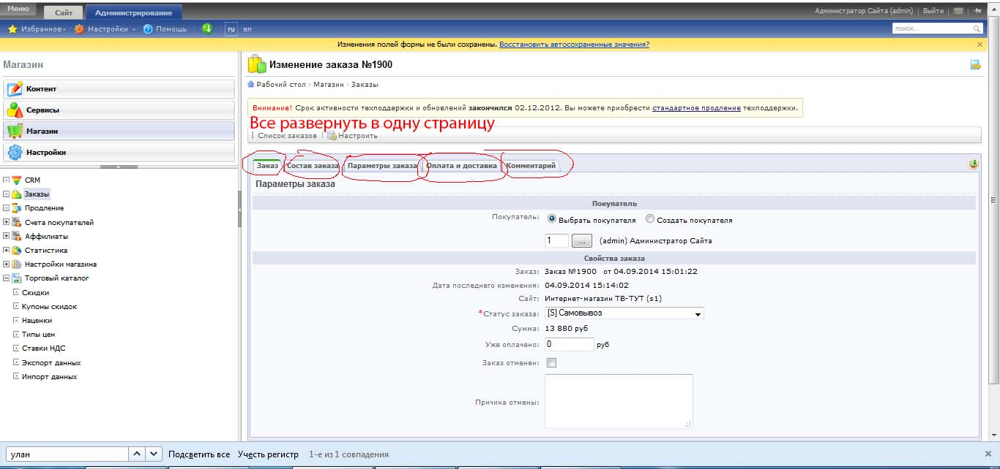 Меню
Сайт
Администрирование
Администратор Сайта (admin) Выйти
Избранное Настройки Помощь ru en
поиск...
Изменения полей формы не были сохранены. Восстановить автосохраненные значения?
Магазин
Контент
Сервисы
Магазин
Настройки
CRM
Заказы
Продление
Счета покупателей
Аффилиаты
Статистика
Настройки магазина
Торговый каталог
Скидки
Купоны скидок
Наценки
Типы цен
Ставки НДС
Экспорт данных
Импорт данных
Изменение заказа №1900
Рабочий стол › Магазин › Заказы
Внимание! Срок активности техподдержки и обновлений закончился 02.12.2012. Вы можете приобрести стандартное продление техподдержки.
Все развернуть в одну страницу
Список заказов Настроить
Заказ Состав заказа Параметры заказа Оплата и доставка Комментарий
Параметры заказа
Покупатель
Покупатель: Выбрать покупателя Создать покупателя
1 ... (admin) Администратор Сайта
Свойства заказа
Заказ: Заказ №1900 от 04.09.2014 15:01:22
Дата последнего изменения: 04.09.2014 15:14:02
Сайт: Интернет-магазин ТВ-ТУТ (s1)
*Статус заказа: [S] Самовывоз
Сумма: 13 880 руб
Уже оплачено: 0 руб
Заказ отменен:
Причина отмены:
улан Подсветить все Учесть регистр 1-е из 1 совпадения